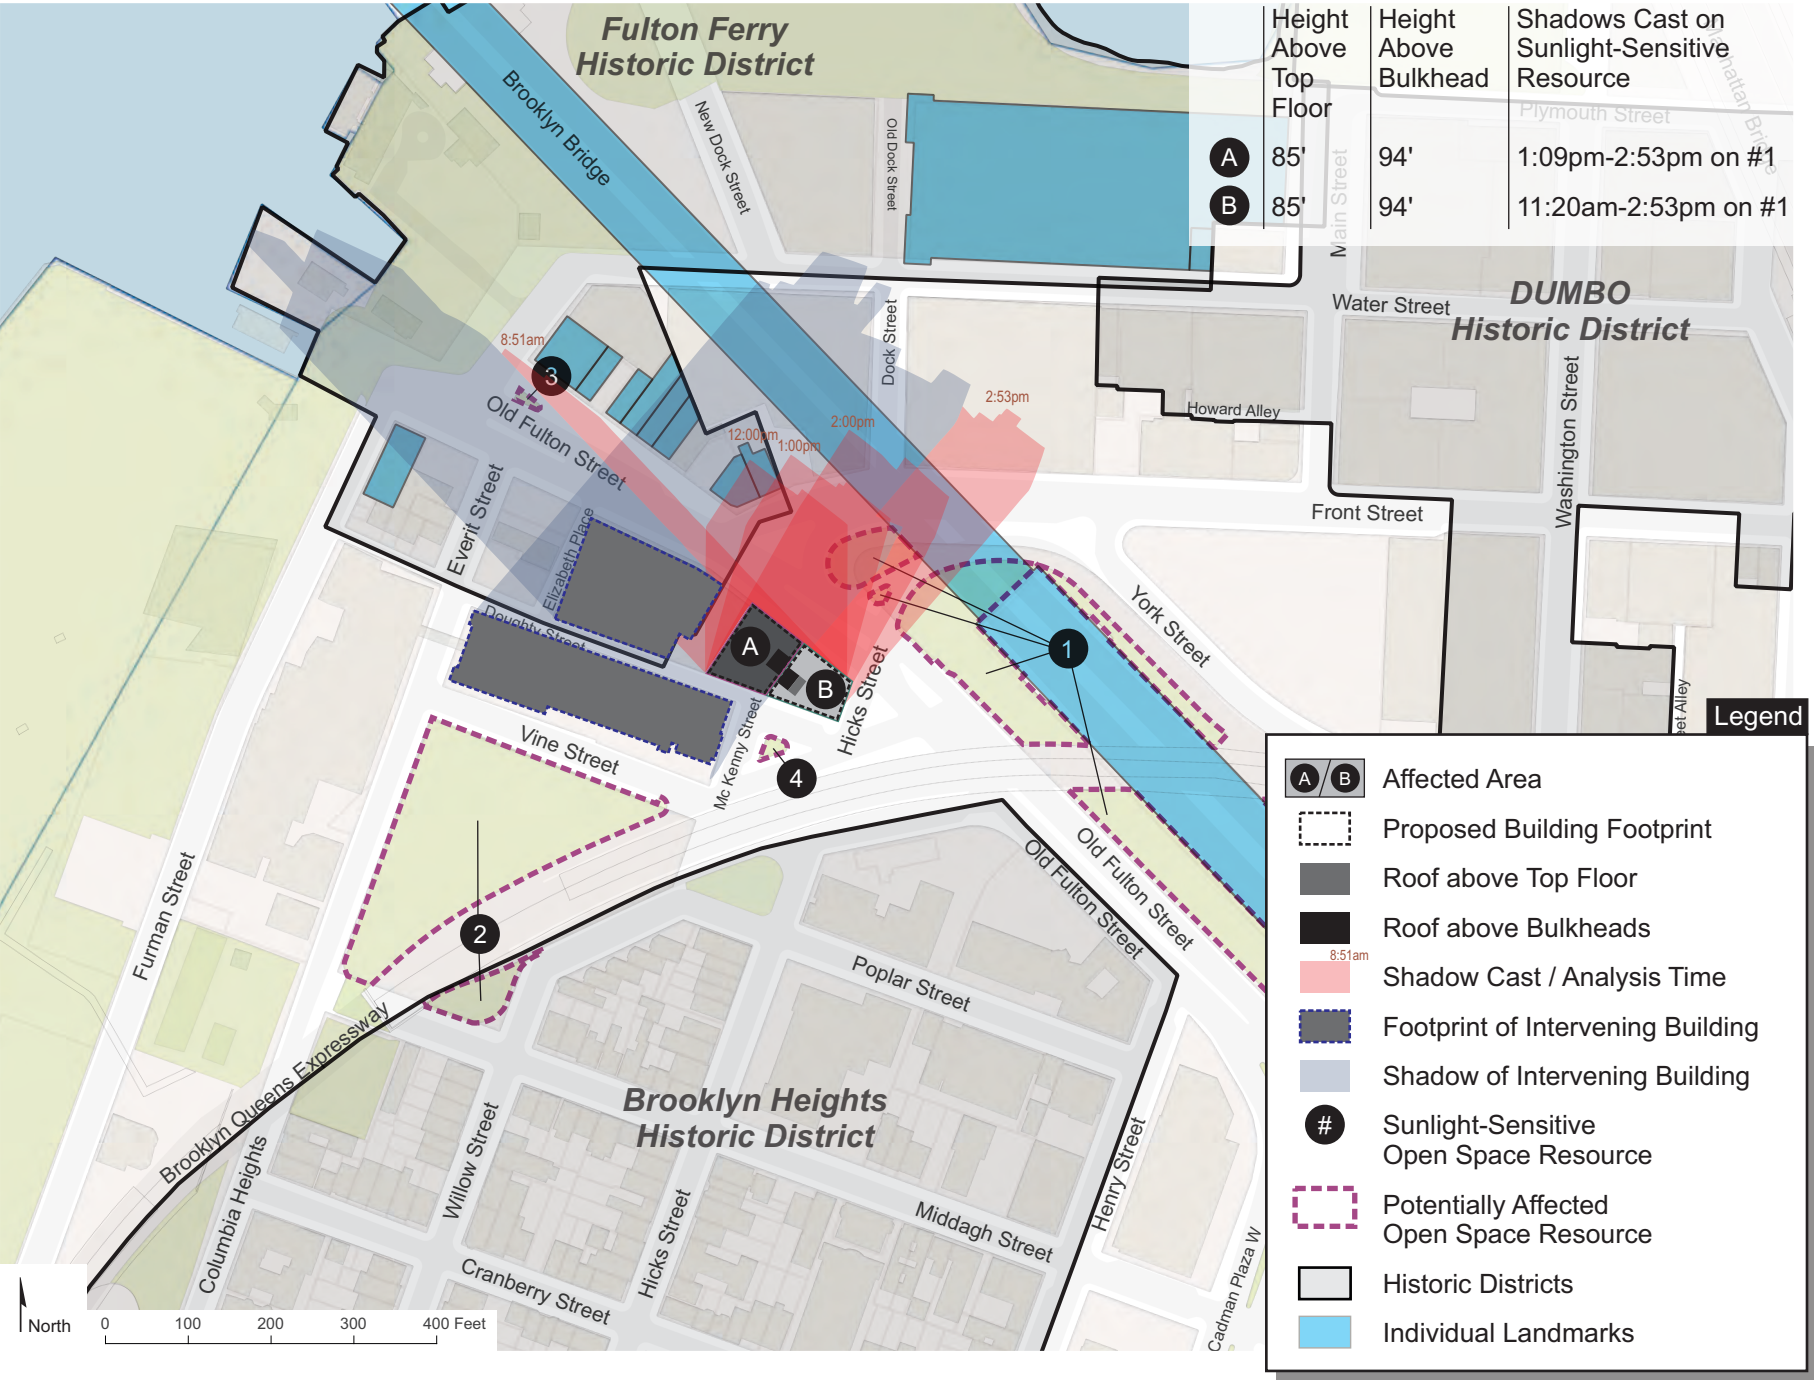 Fulton Ferry
Historic District
Height
Above
Top
Floor
Height
Above
Bulkhead
Shadows Cast on
Sunlight-Sensitive
Resource
A
85'
94'
1:09pm-2:53pm on #1
B
85'
94'
11:20am-2:53pm on #1
Manhattan Bridge
Plymouth Street
Main Street
Brooklyn Bridge
New Dock Street
Old Dock Street
DUMBO
Historic District
Water Street
Dock Street
Washington Street
8:51am
3
Old Fulton Street
12:00pm
1:00pm
2:00pm
2:53pm
Howard Alley
Front Street
Everit Street
Elizabeth Place
Doughty Street
York Street
A
B
1
Hicks Street
Mc Kenny Street
4
Vine Street
2
Furman Street
Old Fulton Street
Old Fulton Street
Poplar Street
Brooklyn Queens Expressway
Brooklyn Heights
Historic District
Columbia Heights
Willow Street
Hicks Street
Henry Street
Middagh Street
Cranberry Street
Cadman Plaza W
North
0
100
200
300
400 Feet
Legend
A / B
Affected Area
Proposed Building Footprint
Roof above Top Floor
Roof above Bulkheads
8:51am
Shadow Cast / Analysis Time
Footprint of Intervening Building
Shadow of Intervening Building
#
Sunlight-Sensitive
Open Space Resource
Potentially Affected
Open Space Resource
Historic Districts
Individual Landmarks